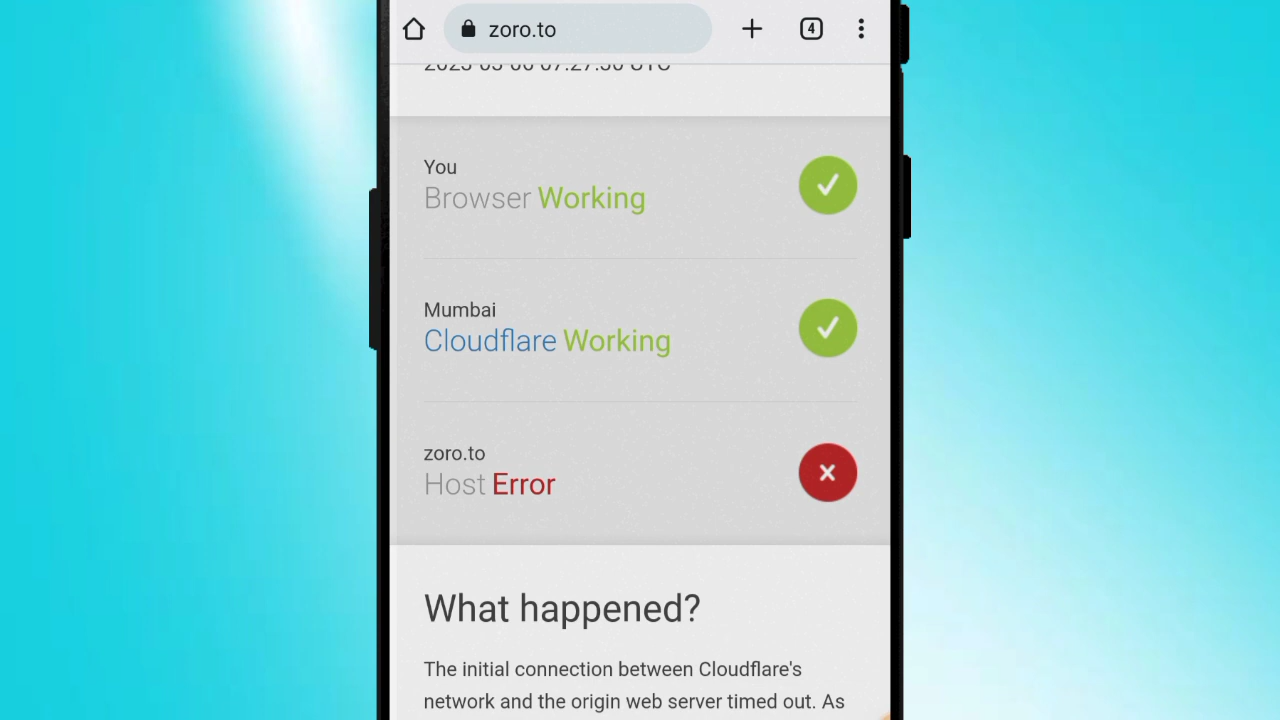 zoro.to
4
You
Browser Working
Mumbai
Cloudflare Working
zoro.to
Host Error
What happened?
The initial connection between Cloudflare's
network and the origin web server timed out. As